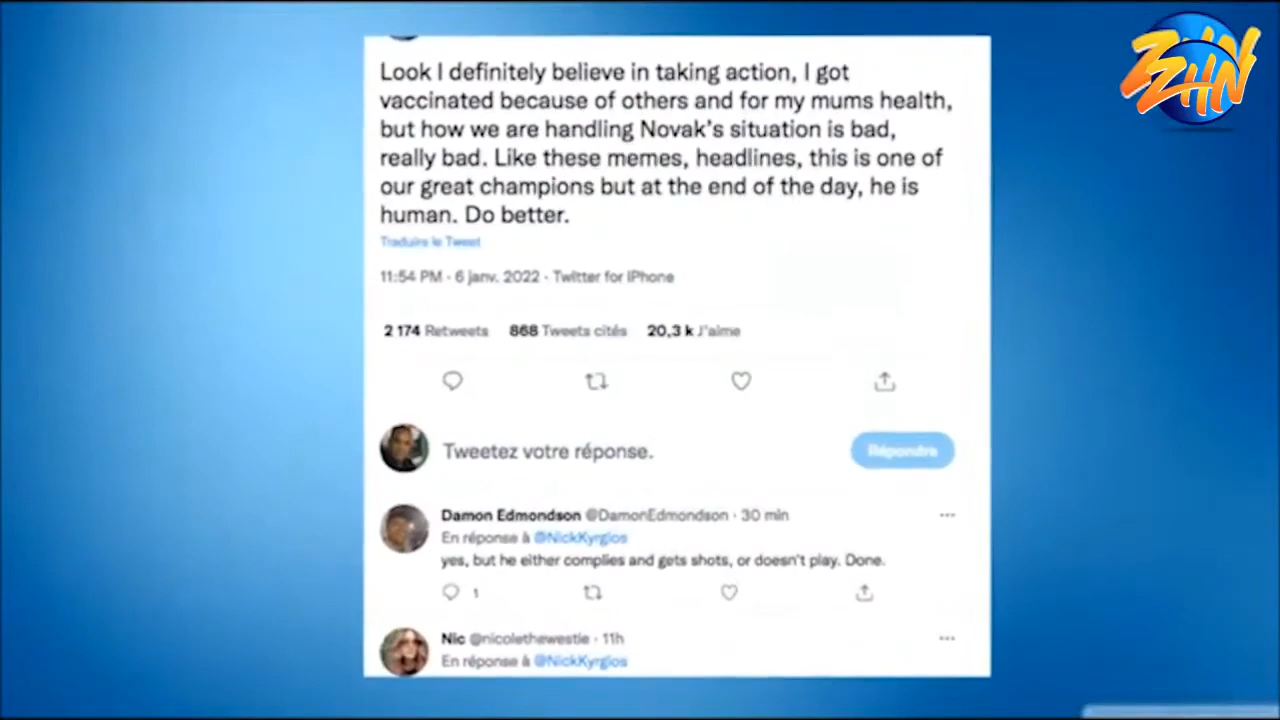 ZHN
Look I definitely believe in taking action, I got
vaccinated because of others and for my mums health,
but how we are handling Novak's situation is bad,
really bad. Like these memes, headlines, this is one of
our great champions but at the end of the day, he is
human. Do better.
Traduire le Tweet
11:54 PM · 6 janv. 2022 · Twitter for iPhone
2 174 Retweets 868 Tweets cités 20,3 k J'aime
Tweetez votre réponse. Répondre
Damon Edmondson @DamonEdmondson · 30 min
En réponse à @NickKyrgios
yes, but he either complies and gets shots, or doesn't play. Done.
1
Nic @nicolethewestie · 11h
En réponse à @NickKyrgios